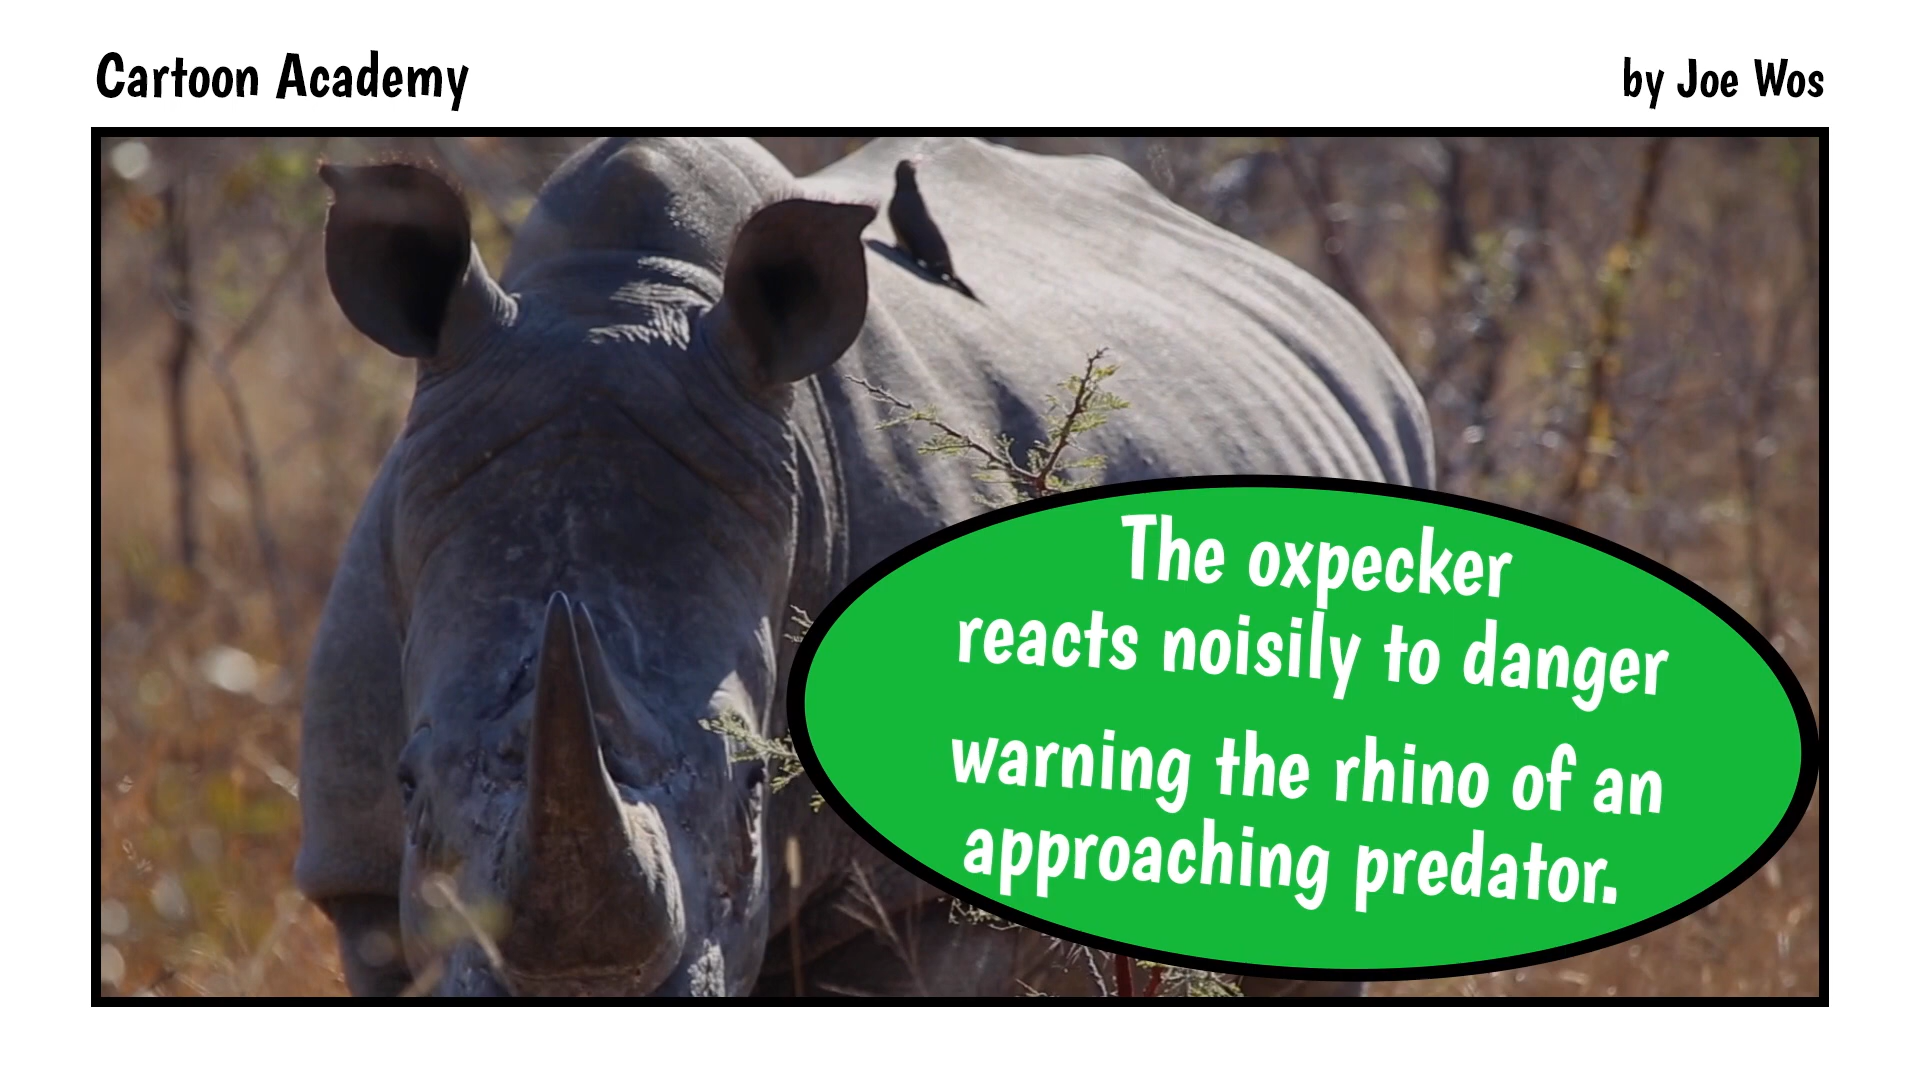 Cartoon Academy
by Joe Wos
The oxpecker
reacts noisily to danger
warning the rhino of an
approaching predator.